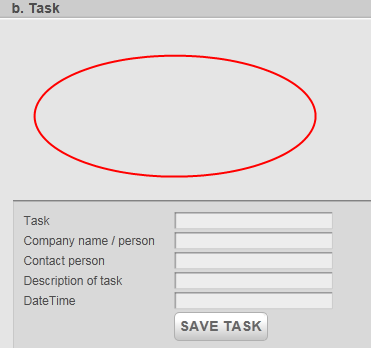 b. Task
Task
Company name / person
Contact person
Description of task
DateTime
SAVE TASK